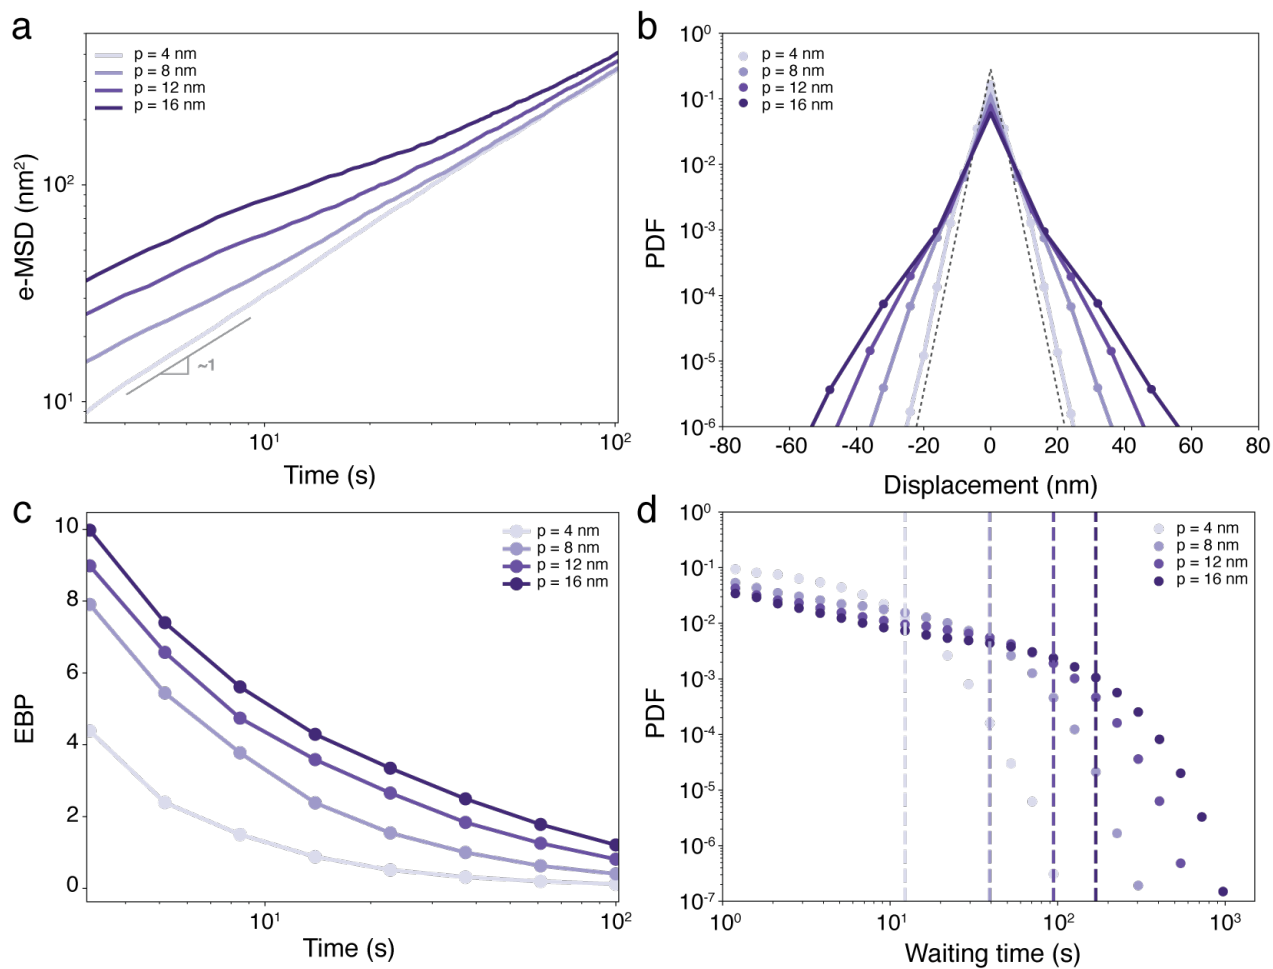 a
p = 4 nm
p = 8 nm
p = 12 nm
p = 16 nm
10²
10¹
~1
e-MSD (nm²)
10¹
10²
Time (s)
b
p = 4 nm
p = 8 nm
p = 12 nm
p = 16 nm
10⁰
10⁻¹
10⁻²
10⁻³
10⁻⁴
10⁻⁵
10⁻⁶
PDF
-80 -60 -40 -20 0 20 40 60 80
Displacement (nm)
c
p = 4 nm
p = 8 nm
p = 12 nm
p = 16 nm
10
8
6
4
2
0
EBP
10¹
10²
Time (s)
d
p = 4 nm
p = 8 nm
p = 12 nm
p = 16 nm
10⁰
10⁻¹
10⁻²
10⁻³
10⁻⁴
10⁻⁵
10⁻⁶
10⁻⁷
PDF
10⁰ 10¹ 10² 10³
Waiting time (s)